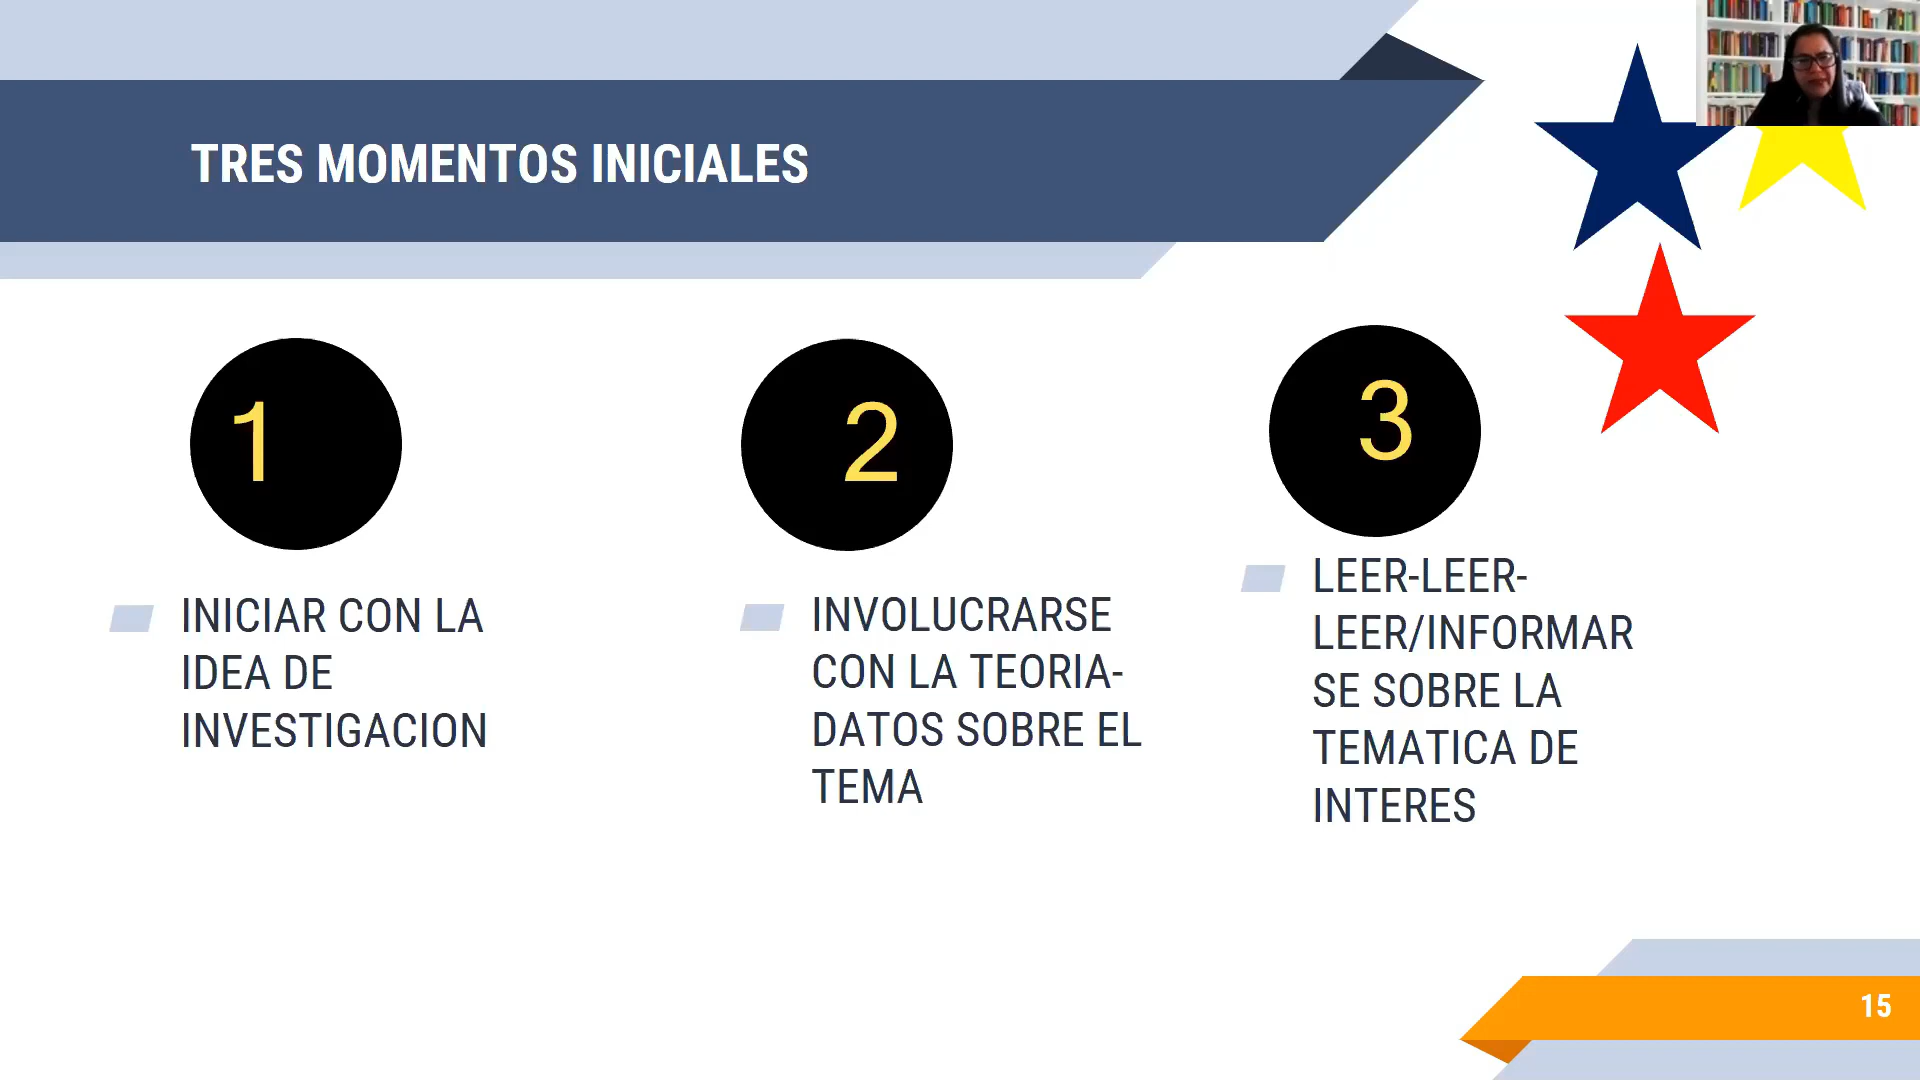 TRES MOMENTOS INICIALES
1
INICIAR CON LA
IDEA DE
INVESTIGACION
2
INVOLUCRARSE
CON LA TEORIA-
DATOS SOBRE EL
TEMA
3
LEER-LEER-
LEER/INFORMAR
SE SOBRE LA
TEMATICA DE
INTERES
15